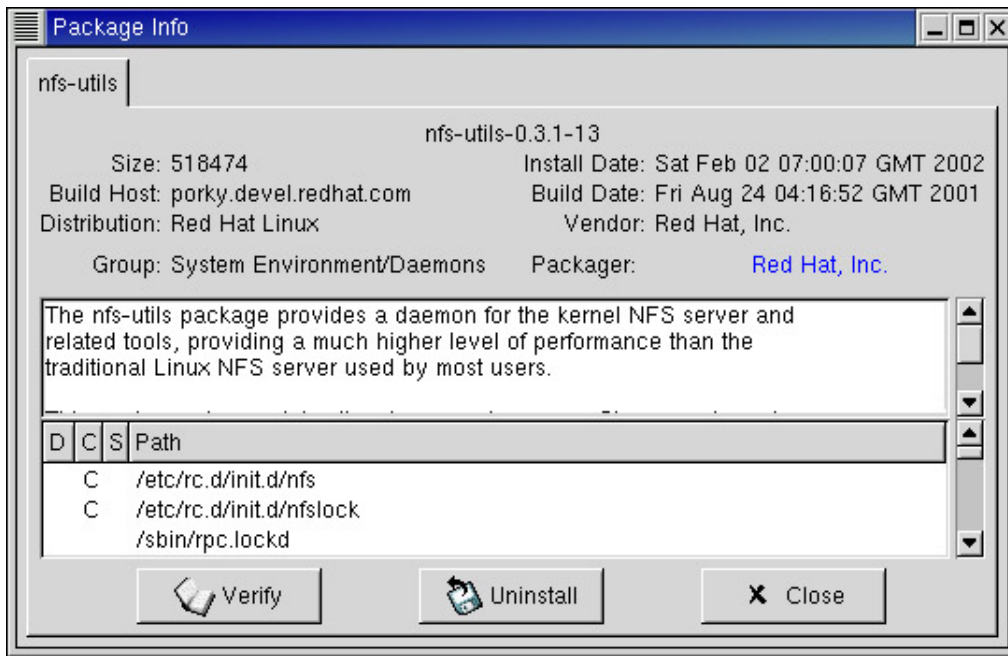 Package Info
nfs-utils
nfs-utils-0.3.1-13
Size: 518474 Install Date: Sat Feb 02 07:00:07 GMT 2002
Build Host: porky.devel.redhat.com Build Date: Fri Aug 24 04:16:52 GMT 2001
Distribution: Red Hat Linux Vendor: Red Hat, Inc.
Group: System Environment/Daemons Packager: Red Hat, Inc.
The nfs-utils package provides a daemon for the kernel NFS server and
related tools, providing a much higher level of performance than the
traditional Linux NFS server used by most users.
D C S Path
C /etc/rc.d/init.d/nfs
C /etc/rc.d/init.d/nfslock
/sbin/rpc.lockd
Verify Uninstall Close